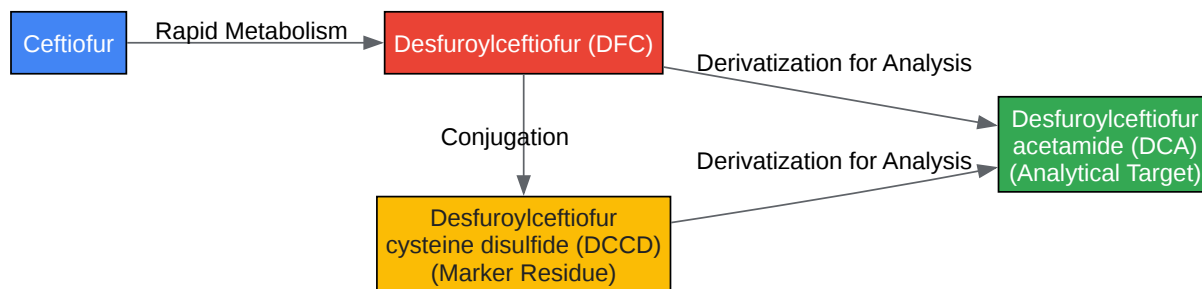 Ceftiofur
Rapid Metabolism
Desfuroylceftiofur (DFC)
Derivatization for Analysis
Conjugation
Desfuroylceftiofur
acetamide (DCA)
(Analytical Target)
Derivatization for Analysis
Desfuroylceftiofur
cysteine disulfide (DCCD)
(Marker Residue)